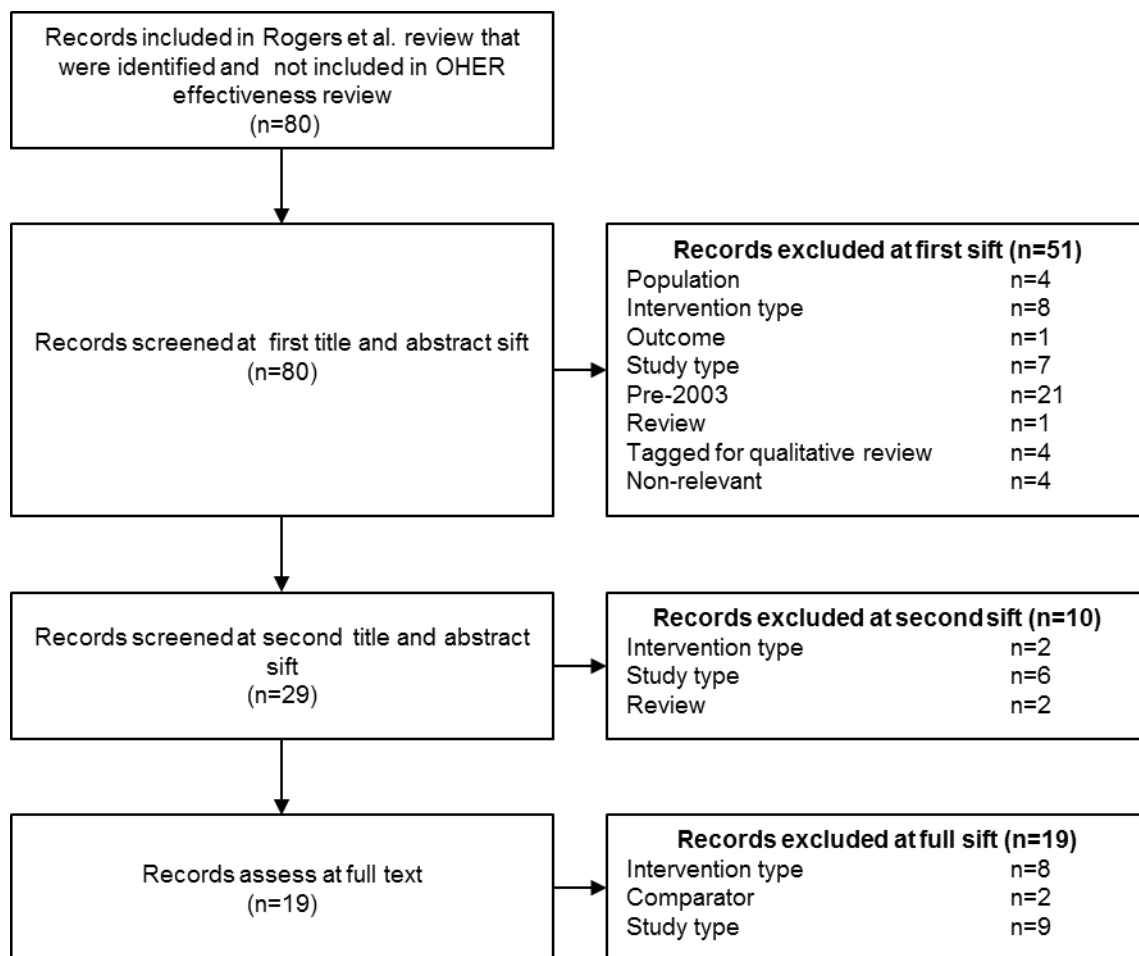 Records included in Rogers et al. review that
were identified and not included in OHER
effectiveness review
(n=80)
Records screened at first title and abstract sift
(n=80)
Records excluded at first sift (n=51)
Population n=4
Intervention type n=8
Outcome n=1
Study type n=7
Pre-2003 n=21
Review n=1
Tagged for qualitative review n=4
Non-relevant n=4
Records screened at second title and abstract
sift
(n=29)
Records excluded at second sift (n=10)
Intervention type n=2
Study type n=6
Review n=2
Records assess at full text
(n=19)
Records excluded at full sift (n=19)
Intervention type n=8
Comparator n=2
Study type n=9